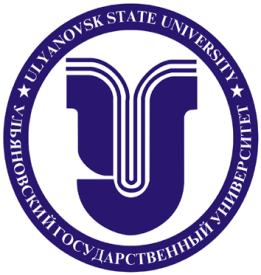 ULYANOVSK STATE UNIVERSITY
УЛЬЯНОВСКИЙ ГОСУДАРСТВЕННЫЙ УНИВЕРСИТЕТ